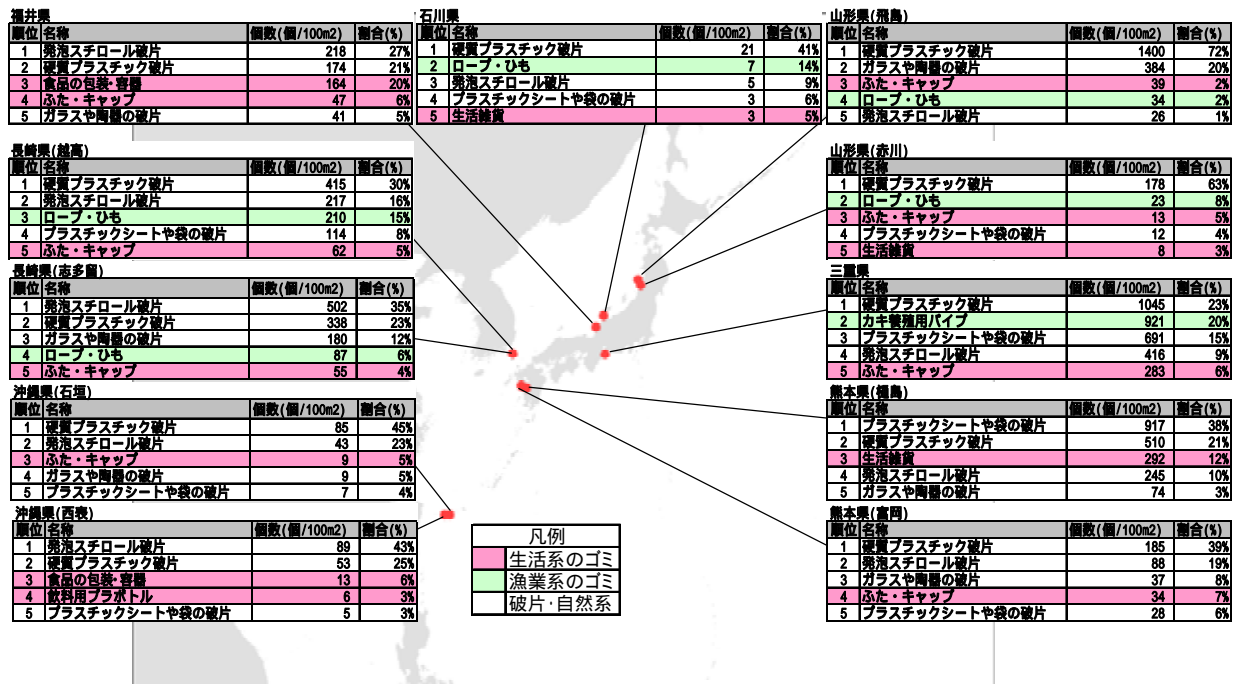 福井県
順位 名称 個数(個/100m2) 割合(%)
1 発泡スチロール破片 218 27%
2 硬質プラスチック破片 174 21%
3 食品の包装・容器 164 20%
4 ふた・キャップ 47 6%
5 ガラスや陶器の破片 41 5%
石川県
順位 名称 個数(個/100m2) 割合(%)
1 硬質プラスチック破片 21 41%
2 ロープ・ひも 7 14%
3 発泡スチロール破片 5 9%
4 プラスチックシートや袋の破片 3 6%
5 生活雑貨 3 5%
山形県(飛島)
順位 名称 個数(個/100m2) 割合(%)
1 硬質プラスチック破片 1400 72%
2 ガラスや陶器の破片 384 20%
3 ふた・キャップ 39 2%
4 ロープ・ひも 34 2%
5 発泡スチロール破片 26 1%
長崎県(越高)
順位 名称 個数(個/100m2) 割合(%)
1 硬質プラスチック破片 415 30%
2 発泡スチロール破片 217 16%
3 ロープ・ひも 210 15%
4 プラスチックシートや袋の破片 114 8%
5 ふた・キャップ 62 5%
山形県(赤川)
順位 名称 個数(個/100m2) 割合(%)
1 硬質プラスチック破片 178 63%
2 ロープ・ひも 23 8%
3 ふた・キャップ 13 5%
4 プラスチックシートや袋の破片 12 4%
5 生活雑貨 8 3%
長崎県(志多留)
順位 名称 個数(個/100m2) 割合(%)
1 発泡スチロール破片 502 35%
2 硬質プラスチック破片 338 23%
3 ガラスや陶器の破片 180 12%
4 ロープ・ひも 87 6%
5 ふた・キャップ 55 4%
三重県
順位 名称 個数(個/100m2) 割合(%)
1 硬質プラスチック破片 1045 23%
2 カキ養殖用パイプ 921 20%
3 プラスチックシートや袋の破片 691 15%
4 発泡スチロール破片 416 9%
5 ふた・キャップ 283 6%
沖縄県(石垣)
順位 名称 個数(個/100m2) 割合(%)
1 硬質プラスチック破片 85 45%
2 発泡スチロール破片 43 23%
3 ふた・キャップ 9 5%
4 ガラスや陶器の破片 9 5%
5 プラスチックシートや袋の破片 7 4%
熊本県(樋島)
順位 名称 個数(個/100m2) 割合(%)
1 プラスチックシートや袋の破片 917 38%
2 硬質プラスチック破片 510 21%
3 生活雑貨 292 12%
4 発泡スチロール破片 245 10%
5 ガラスや陶器の破片 74 3%
沖縄県(西表)
順位 名称 個数(個/100m2) 割合(%)
1 発泡スチロール破片 89 43%
2 硬質プラスチック破片 53 25%
3 食品の包装・容器 13 6%
4 飲料用プラボトル 6 3%
5 プラスチックシートや袋の破片 5 3%
熊本県(富岡)
順位 名称 個数(個/100m2) 割合(%)
1 硬質プラスチック破片 185 39%
2 発泡スチロール破片 88 19%
3 ガラスや陶器の破片 37 8%
4 ふた・キャップ 34 7%
5 プラスチックシートや袋の破片 28 6%
凡例
生活系のゴミ
漁業系のゴミ
破片・自然系